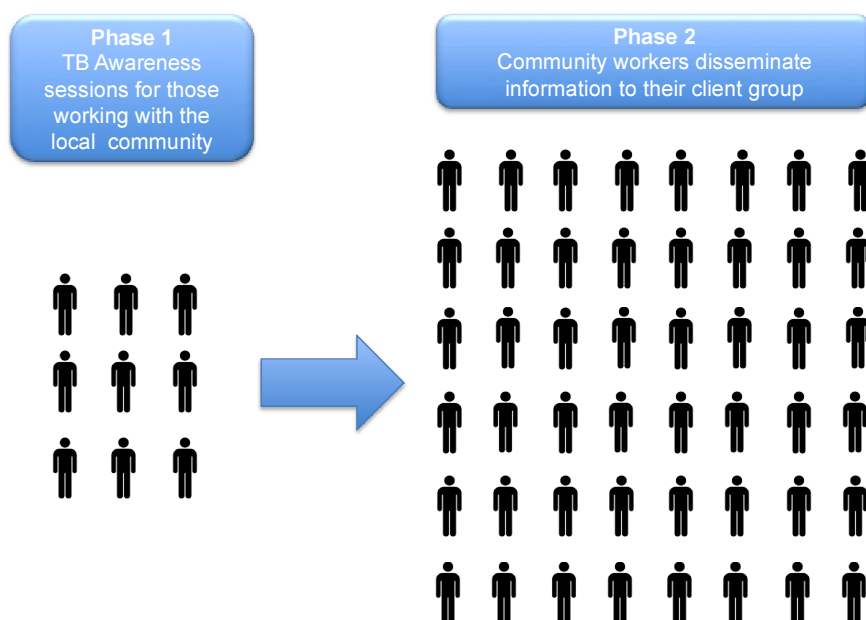 Phase 1
TB Awareness
sessions for those
working with the
local community
Phase 2
Community workers disseminate
information to their client group